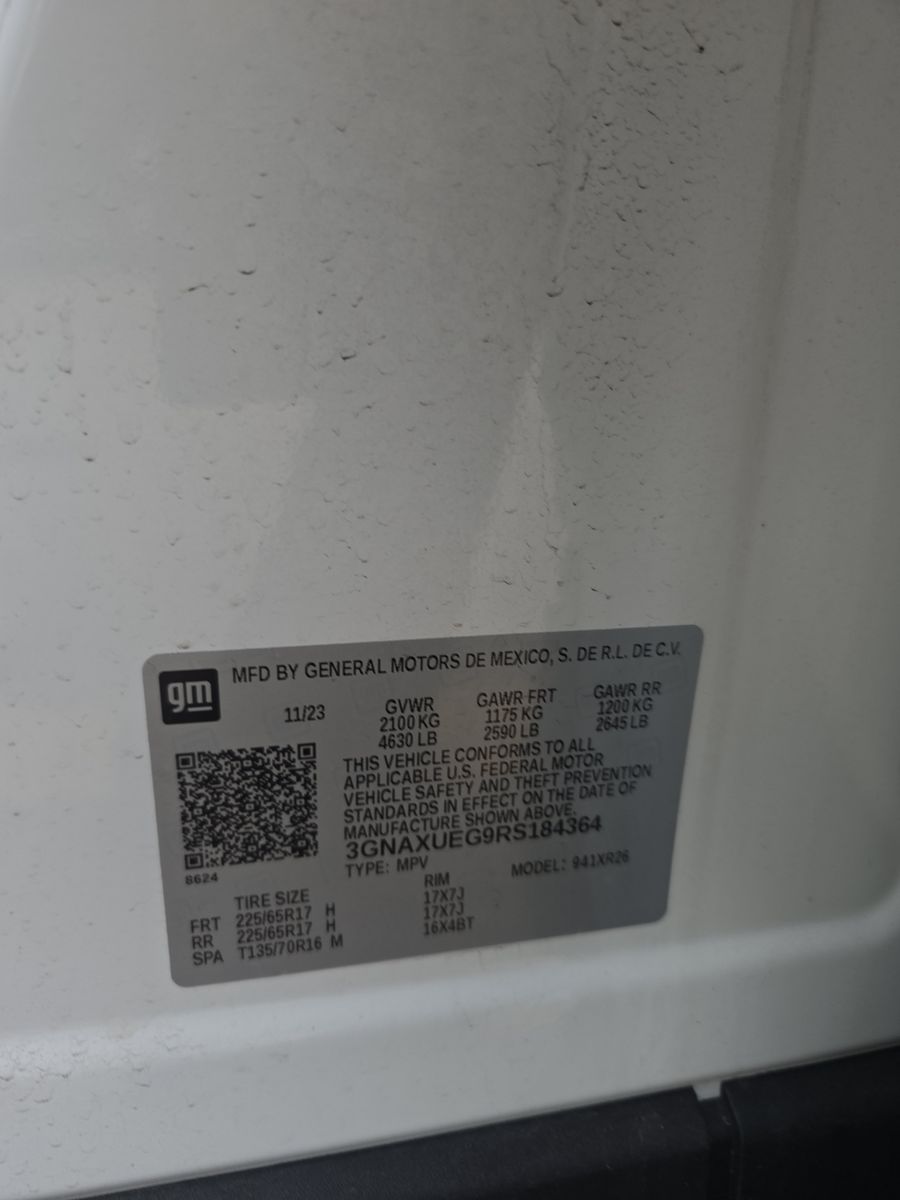 gm
MFD BY GENERAL MOTORS DE MEXICO, S. DE R.L. DE C.V.
11/23 GVWR GAWR FRT GAWR RR
2100 KG 1175 KG 1200 KG
4630 LB 2590 LB 2645 LB
THIS VEHICLE CONFORMS TO ALL
APPLICABLE U.S. FEDERAL MOTOR
VEHICLE SAFETY AND THEFT PREVENTION
STANDARDS IN EFFECT ON THE DATE OF
MANUFACTURE SHOWN ABOVE.
3GNAXUEG9RS184364
TYPE: MPV MODEL: 941XR26
8624
TIRE SIZE RIM
FRT 225/65R17 H 17X7J
RR 225/65R17 H 17X7J
SPA T135/70R16 M 16X4BT